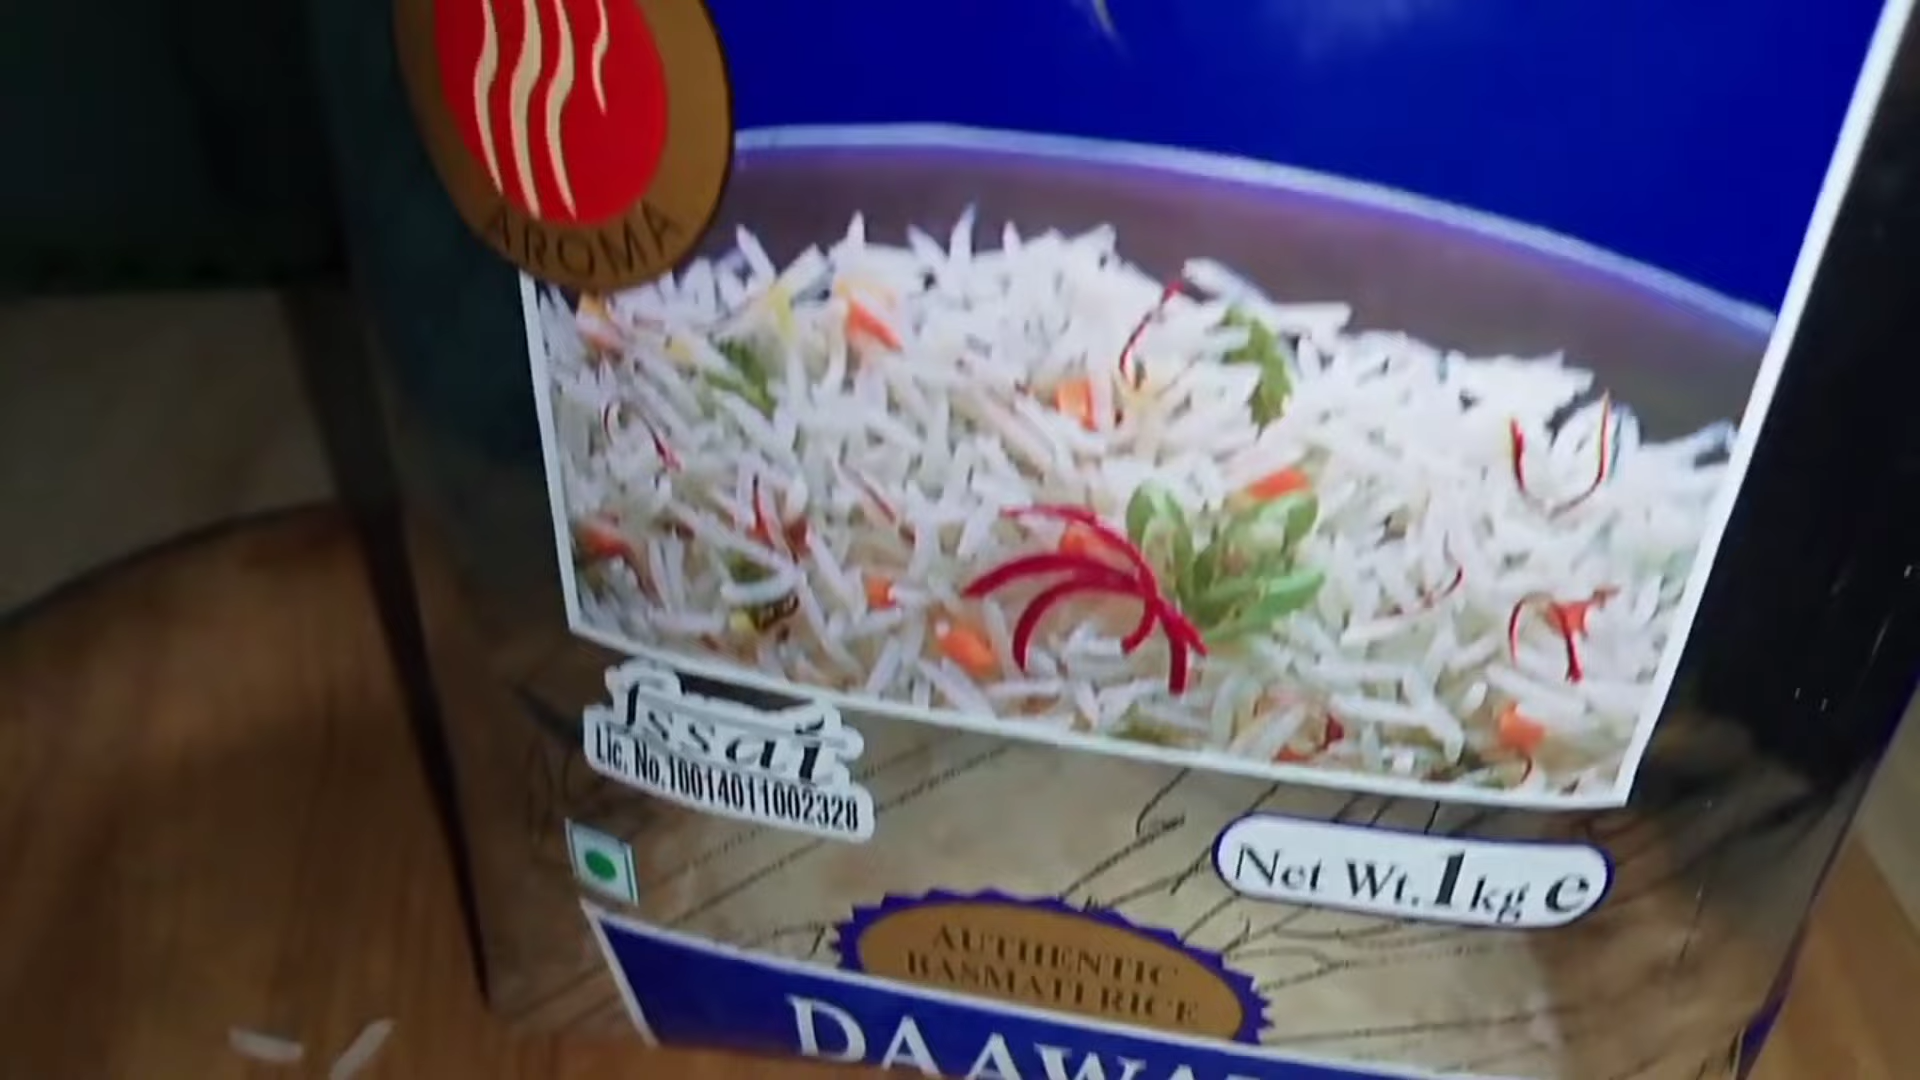 AROMA
fssai
Lic. No.10014011002328
Net Wt.1kg e
AUTHENTIC
BASMATI RICE